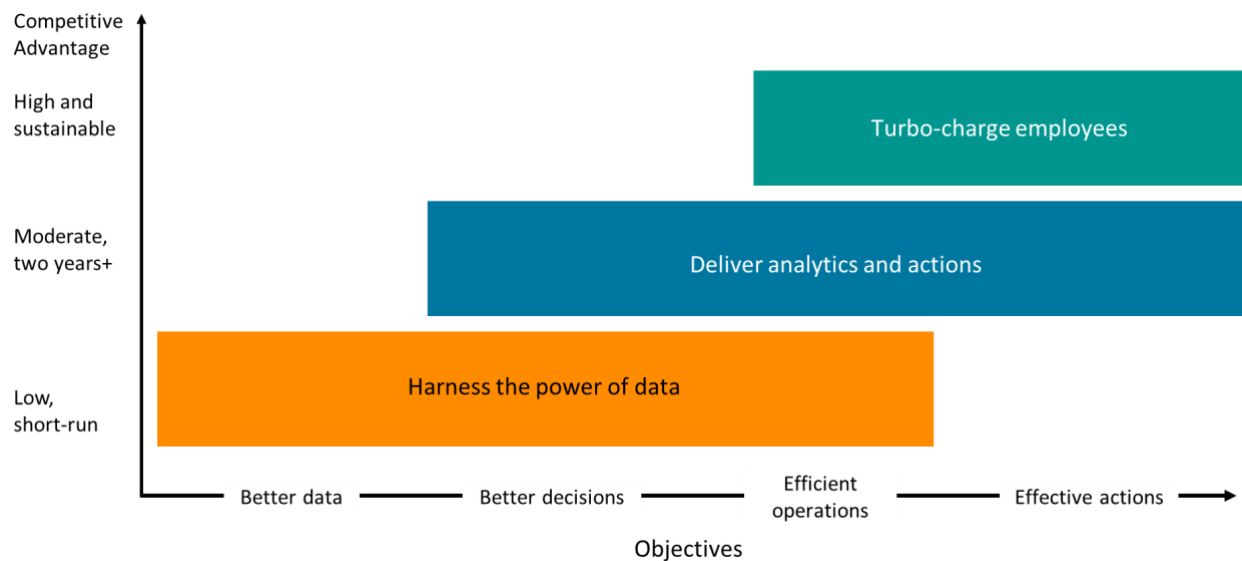 Competitive
Advantage
High and
sustainable
Turbo-charge employees
Moderate,
two years+
Deliver analytics and actions
Harness the power of data
Low,
short-run
Better data
Better decisions
Efficient
operations
Effective actions
Objectives